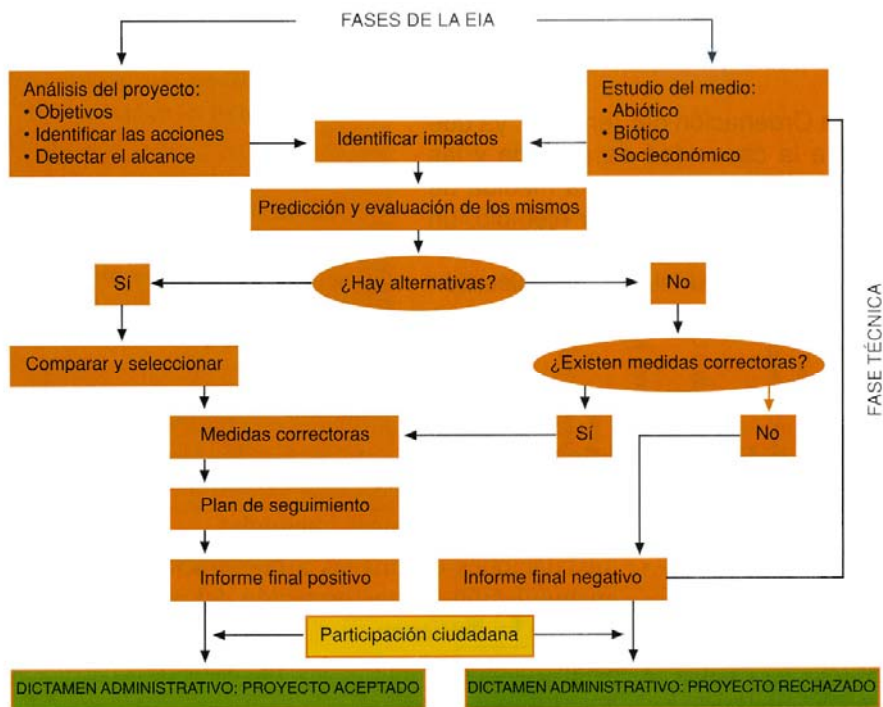 FASES DE LA EIA
Análisis del proyecto:
• Objetivos
• Identificar las acciones
• Detectar el alcance
Estudio del medio:
• Abiótico
• Biótico
• Socieconómico
Identificar impactos
Predicción y evaluación de los mismos
¿Hay alternativas?
Sí
No
Comparar y seleccionar
¿Existen medidas correctoras?
FASE TÉCNICA
Medidas correctoras
Sí
No
Plan de seguimiento
Informe final positivo
Informe final negativo
Participación ciudadana
DICTAMEN ADMINISTRATIVO: PROYECTO ACEPTADO
DICTAMEN ADMINISTRATIVO: PROYECTO RECHAZADO